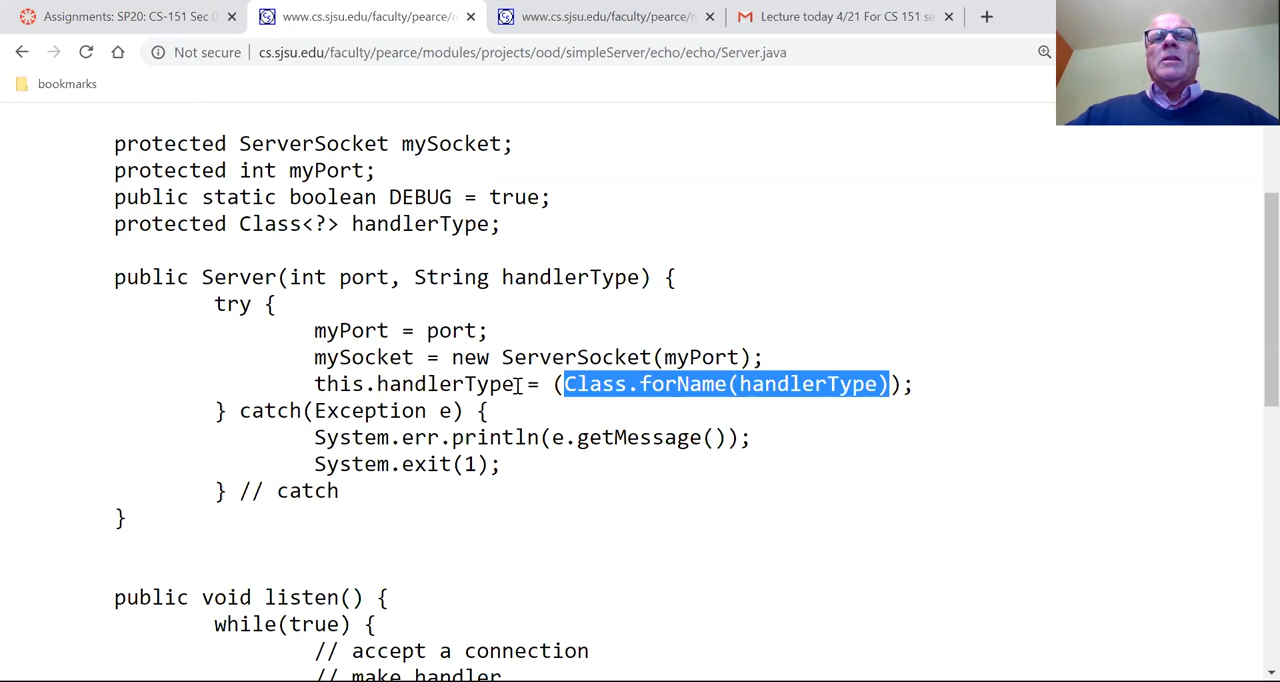 Assignments: SP20: CS-151 Sec
www.cs.sjsu.edu/faculty/pearce/
www.cs.sjsu.edu/faculty/pearce/
Lecture today 4/21 For CS 151 se
Not secure
cs.sjsu.edu/faculty/pearce/modules/projects/ood/simpleServer/echo/echo/Server.java
bookmarks
protected ServerSocket mySocket;
protected int myPort;
public static boolean DEBUG = true;
protected Class<?> handlerType;
public Server(int port, String handlerType) {
try {
myPort = port;
mySocket = new ServerSocket(myPort);
this.handlerType = (Class.forName(handlerType));
} catch(Exception e) {
System.err.println(e.getMessage());
System.exit(1);
} // catch
}
public void listen() {
while(true) {
// accept a connection
// make handler